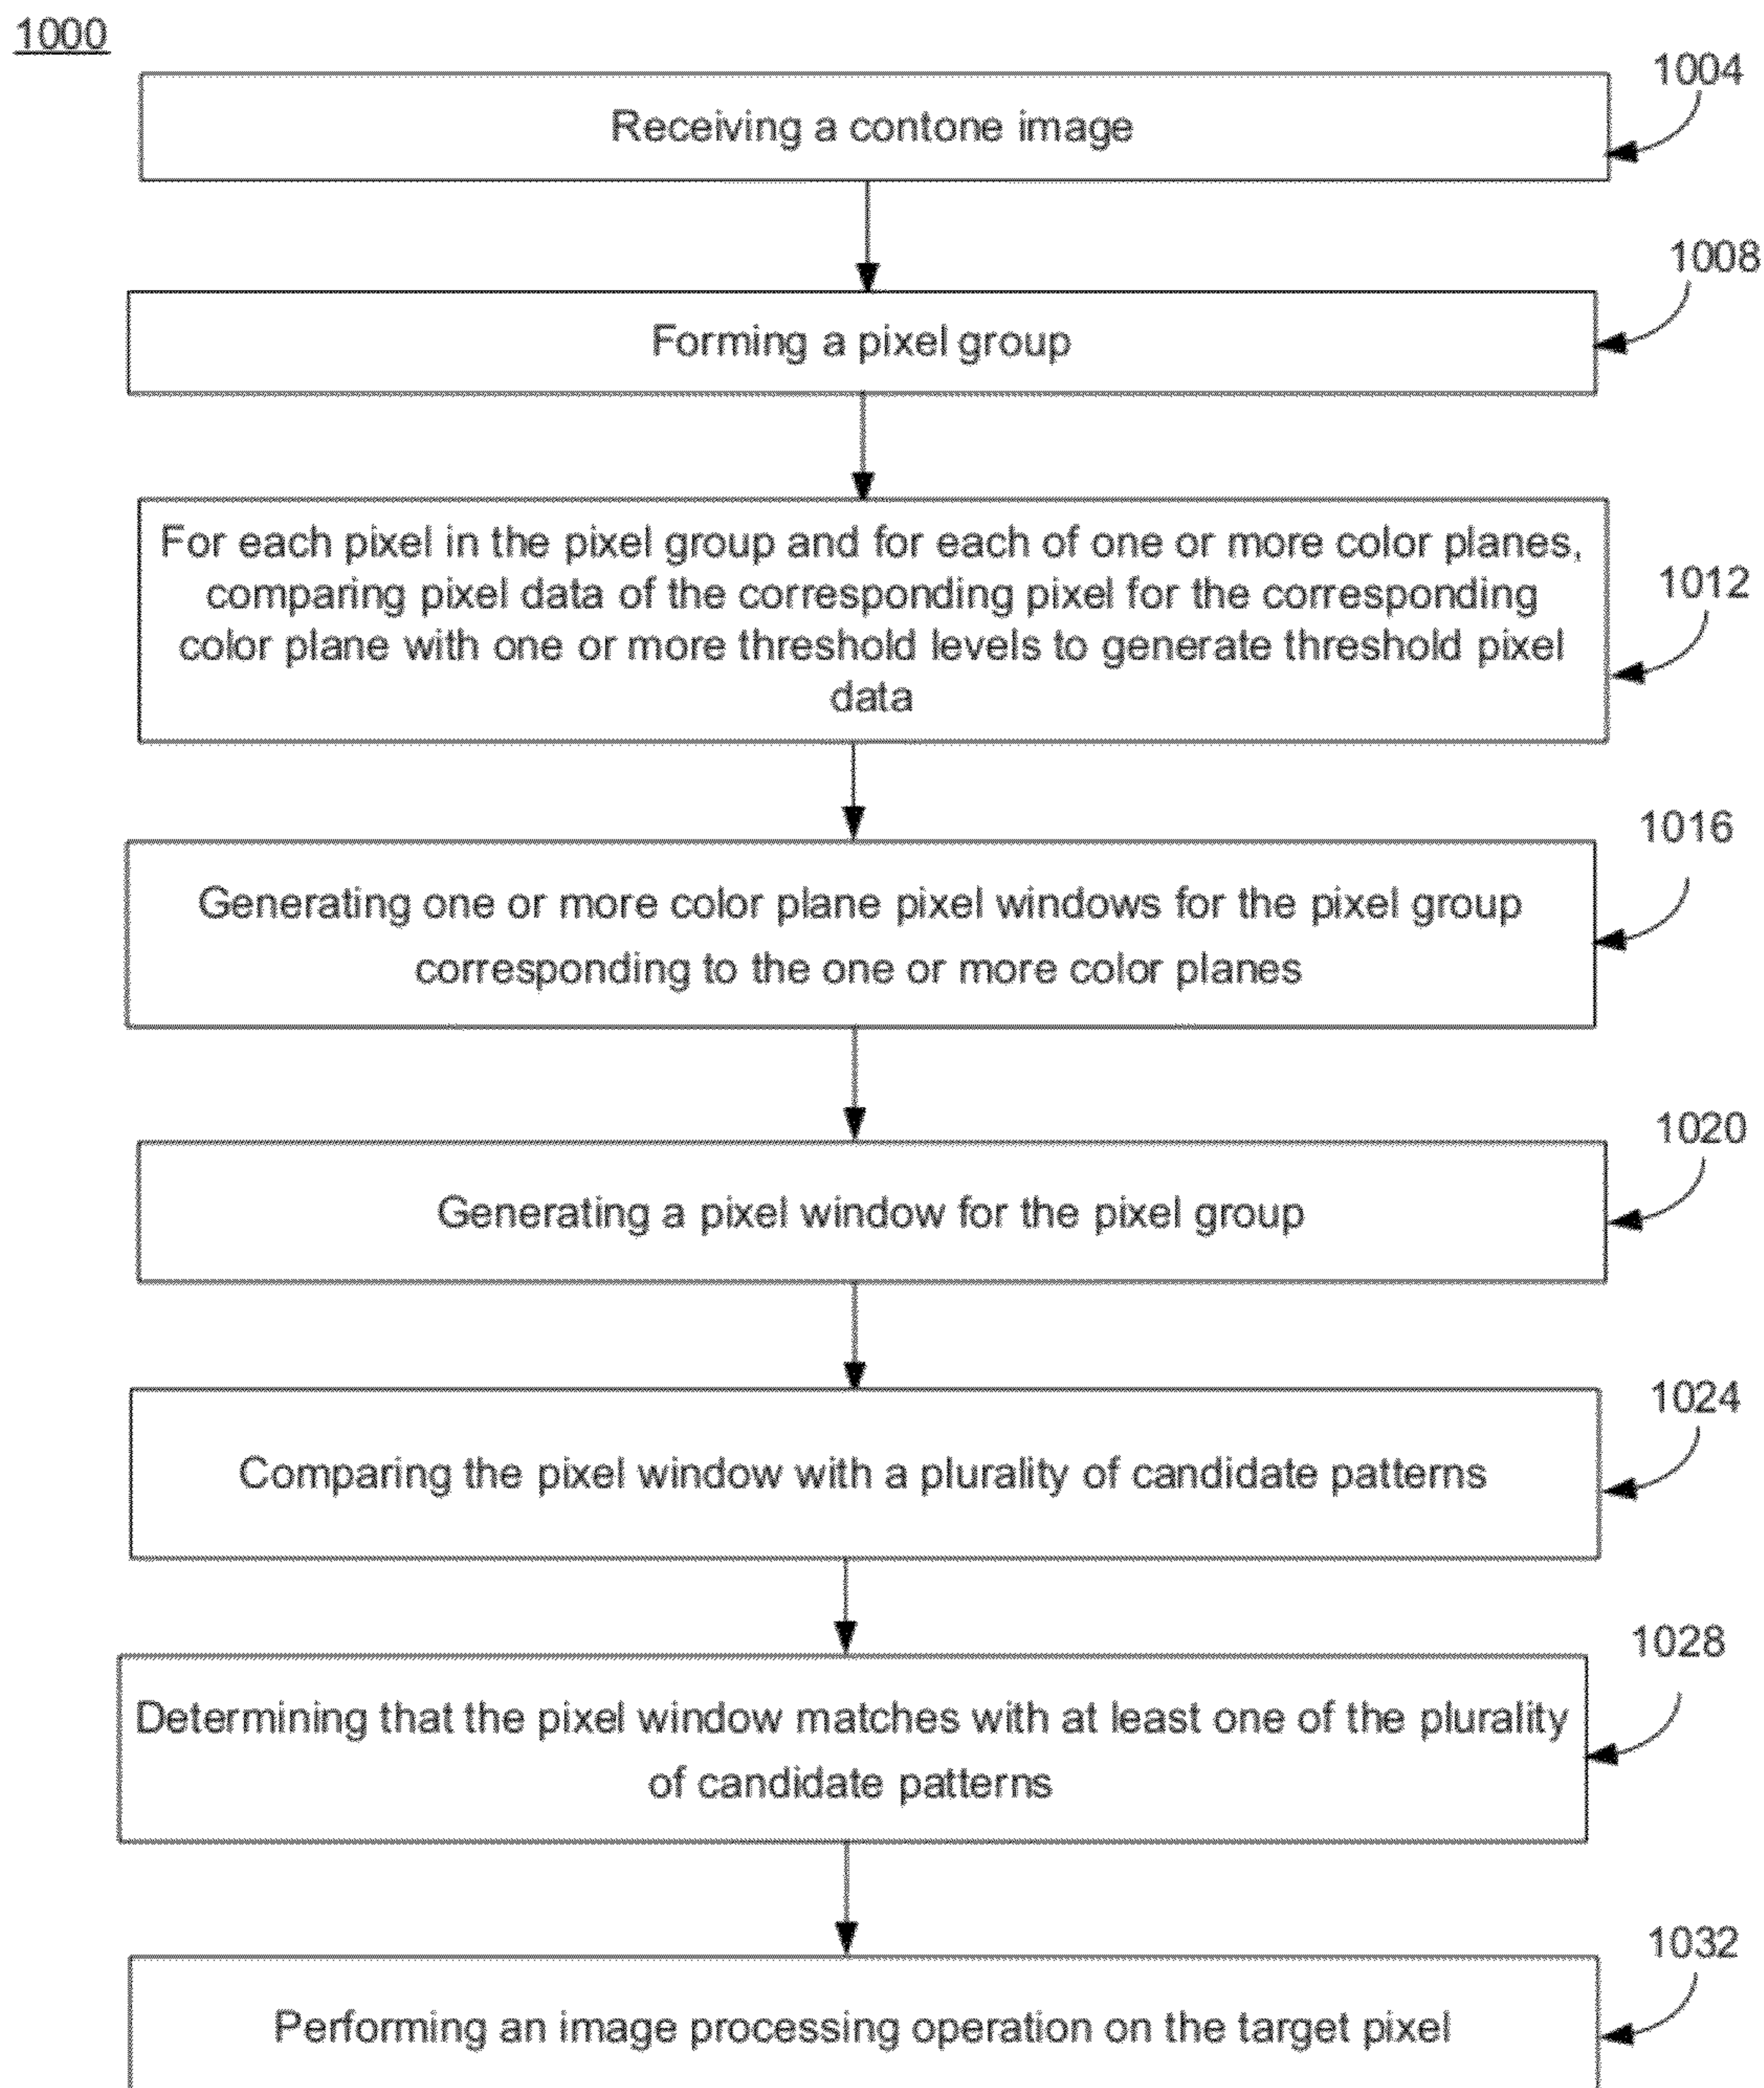 1000
1004
Receiving a contone image
1008
Forming a pixel group
For each pixel in the pixel group and for each of one or more color planes,
comparing pixel data of the corresponding pixel for the corresponding
color plane with one or more threshold levels to generate threshold pixel
data
1012
1016
Generating one or more color plane pixel windows for the pixel group
corresponding to the one or more color planes
1020
Generating a pixel window for the pixel group
1024
Comparing the pixel window with a plurality of candidate patterns
1028
Determining that the pixel window matches with at least one of the plurality
of candidate patterns
1032
Performing an image processing operation on the target pixel